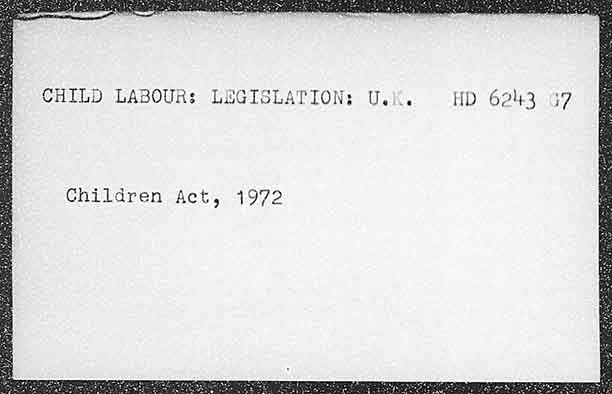 CHILD LABOUR: LEGISLATION: U.K. HD 6243 G7
Children Act, 1972